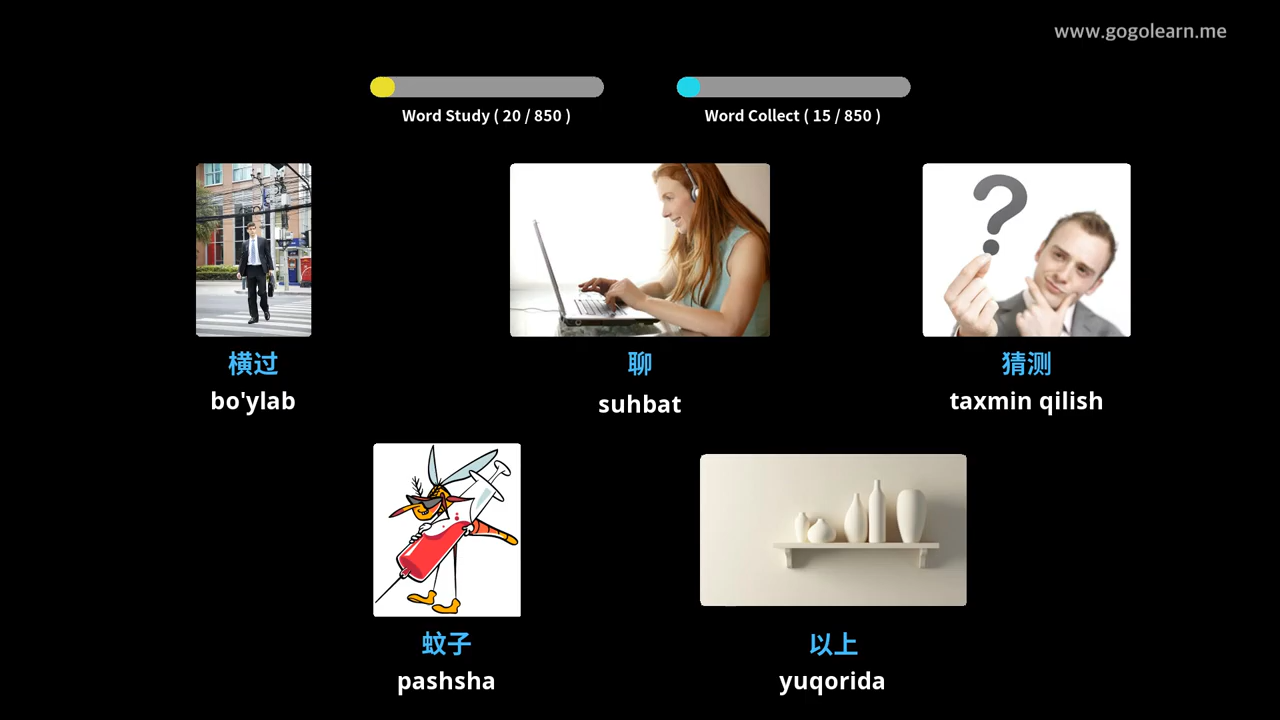 www.gogolearn.me
Word Study ( 20 / 850 )
Word Collect ( 15 / 850 )
横过
bo'ylab
聊
suhbat
猜测
taxmin qilish
蚊子
pashsha
以上
yuqorida